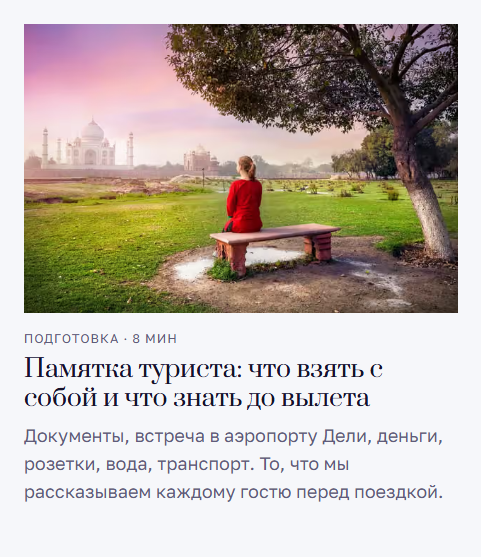 ПОДГОТОВКА · 8 МИН
Памятка туриста: что взять с
собой и что знать до вылета
Документы, встреча в аэропорту Дели, деньги,
розетки, вода, транспорт. То, что мы
рассказываем каждому гостю перед поездкой.